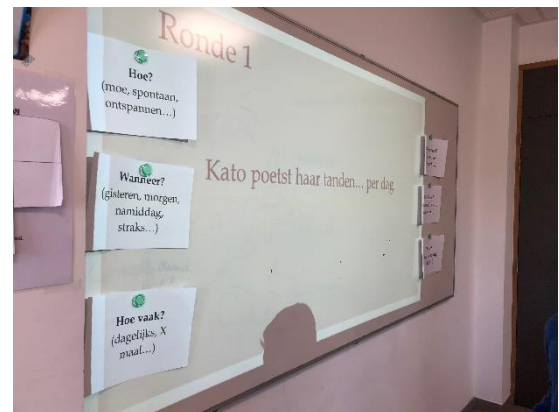 Ronde 1
Hoe?
(moe, spontaan,
ontspannen…)
Wanneer?
(gisteren, morgen,
namiddag,
straks…)
Hoe vaak?
(dagelijks, X
maal…)
Kato poetst haar tanden... per dag